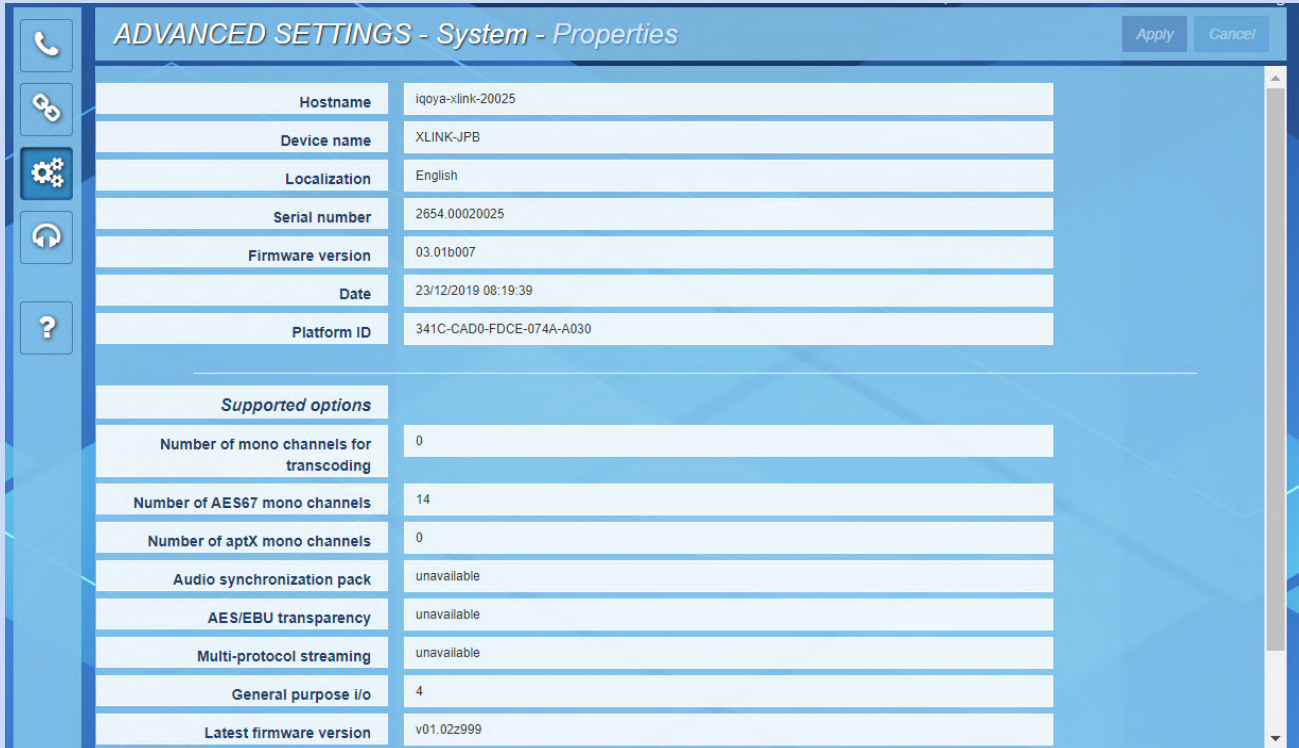 ADVANCED SETTINGS - System - Properties
Apply
Cancel
Hostname
iqoya-xlink-20025
Device name
XLINK-JPB
Localization
English
Serial number
2654.00020025
Firmware version
03.01b007
Date
23/12/2019 08:19:39
Platform ID
341C-CAD0-FDCE-074A-A030
Supported options
Number of mono channels for
transcoding
0
Number of AES67 mono channels
14
Number of aptX mono channels
0
Audio synchronization pack
unavailable
AES/EBU transparency
unavailable
Multi-protocol streaming
unavailable
General purpose i/o
4
Latest firmware version
v01.02z999